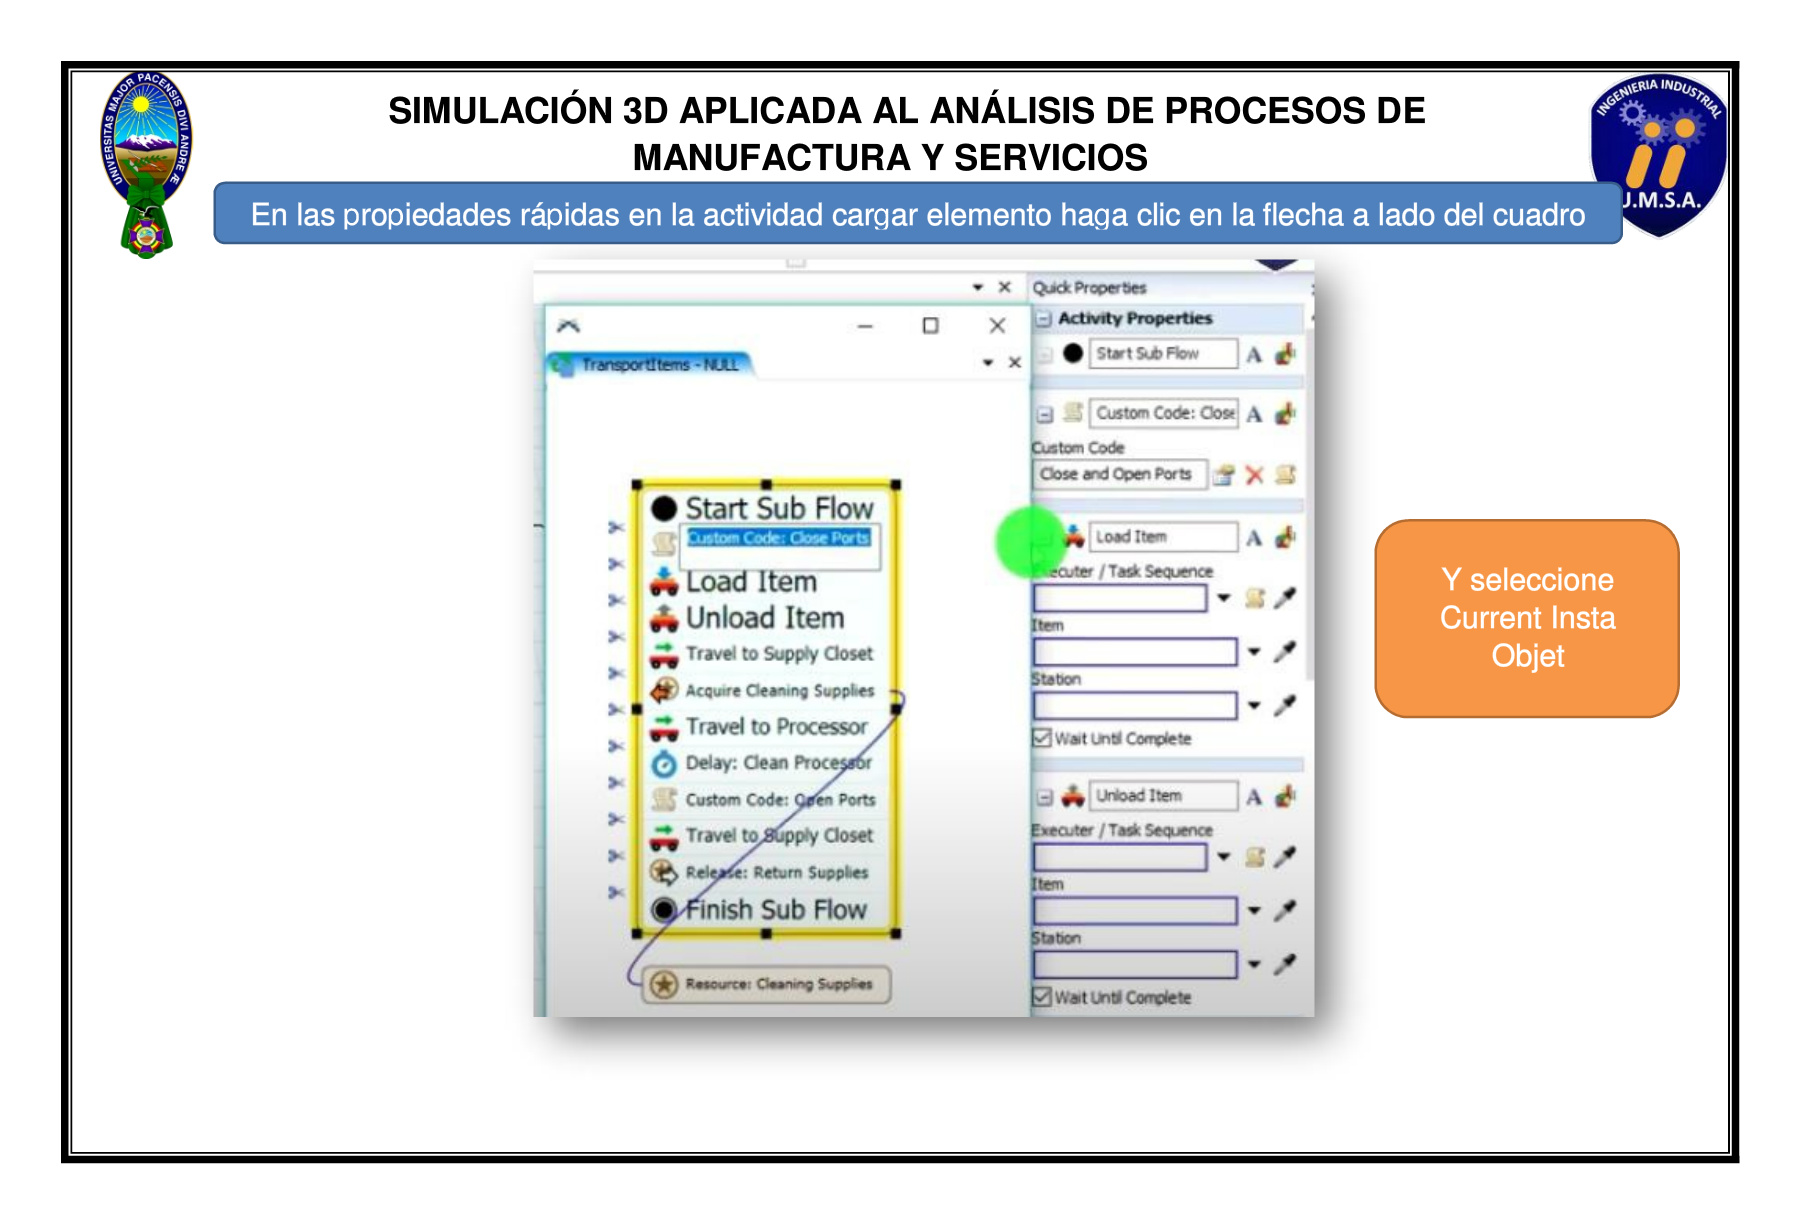 SIMULACIÓN 3D APLICADA AL ANÁLISIS DE PROCESOS DE
MANUFACTURA Y SERVICIOS
UNIVERSITAS MAJOR PACENSIS DIVI ANDRE Æ
INGENIERIA INDUSTRIAL
U.M.S.A.
En las propiedades rápidas en la actividad cargar elemento haga clic en la flecha a lado del cuadro
TransportItems - NULL
Start Sub Flow
Custom Code: Close Ports
Load Item
Unload Item
Travel to Supply Closet
Acquire Cleaning Supplies
Travel to Processor
Delay: Clean Processor
Custom Code: Open Ports
Travel to Supply Closet
Release: Return Supplies
Finish Sub Flow
Resource: Cleaning Supplies
Quick Properties
Activity Properties
Start Sub Flow A
Custom Code: Close A
Custom Code
Close and Open Ports
Load Item A
Executer / Task Sequence
Item
Station
Wait Until Complete
Unload Item A
Executer / Task Sequence
Item
Station
Wait Until Complete
Y seleccione
Current Insta
Objet